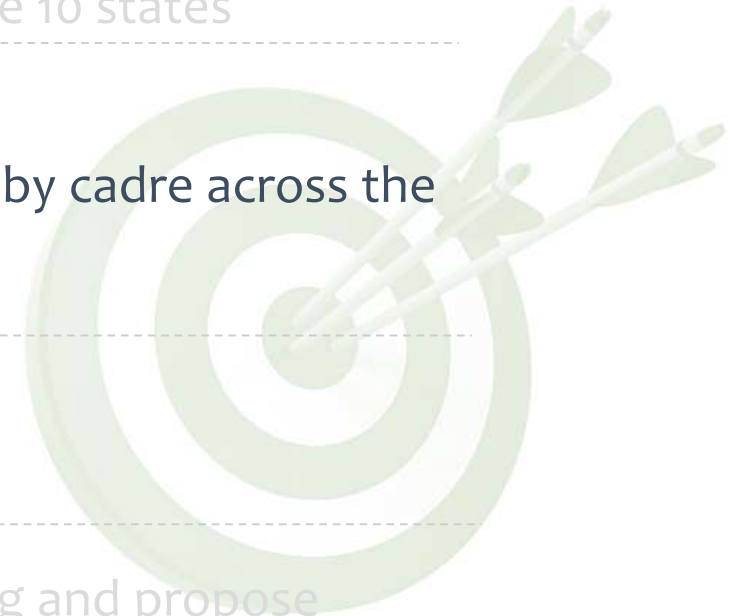 e 10 states
by cadre across the
g and propose